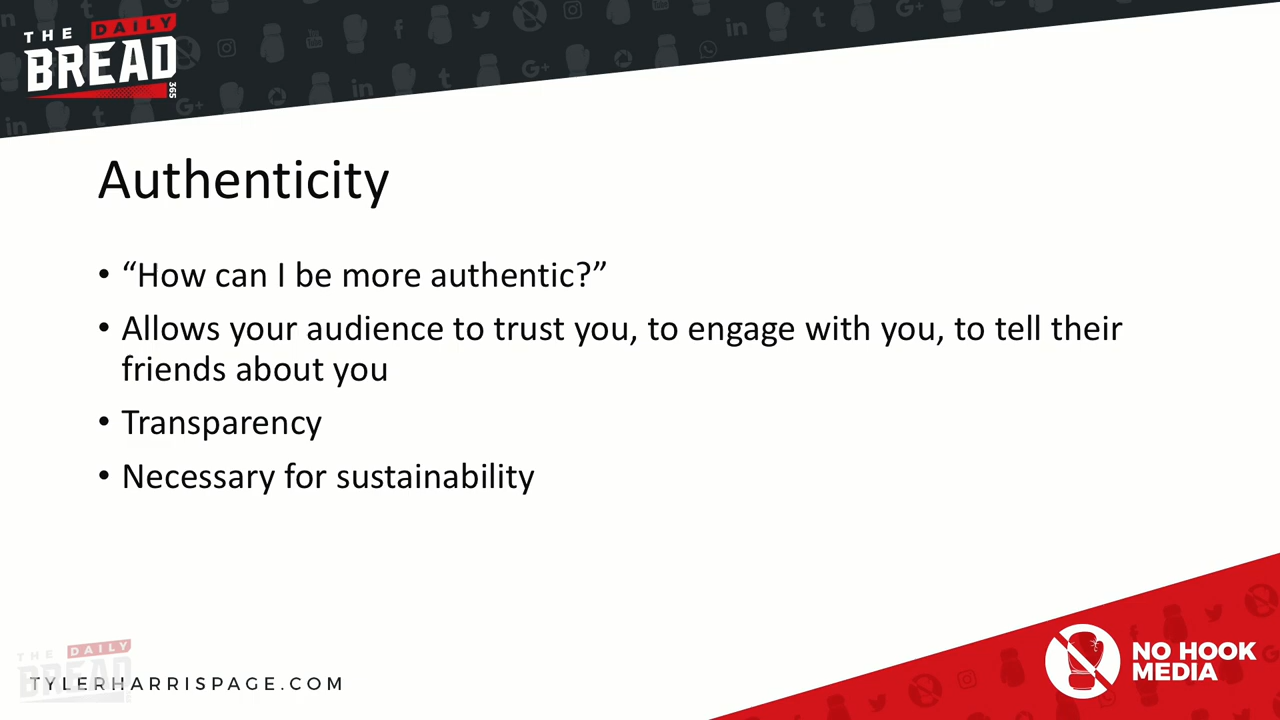 THE DAILY
BREAD
365
Authenticity
• “How can I be more authentic?”
• Allows your audience to trust you, to engage with you, to tell their
friends about you
• Transparency
• Necessary for sustainability
THE DAILY
BREAD
TYLERHARRISPAGE.COM
NO HOOK
MEDIA